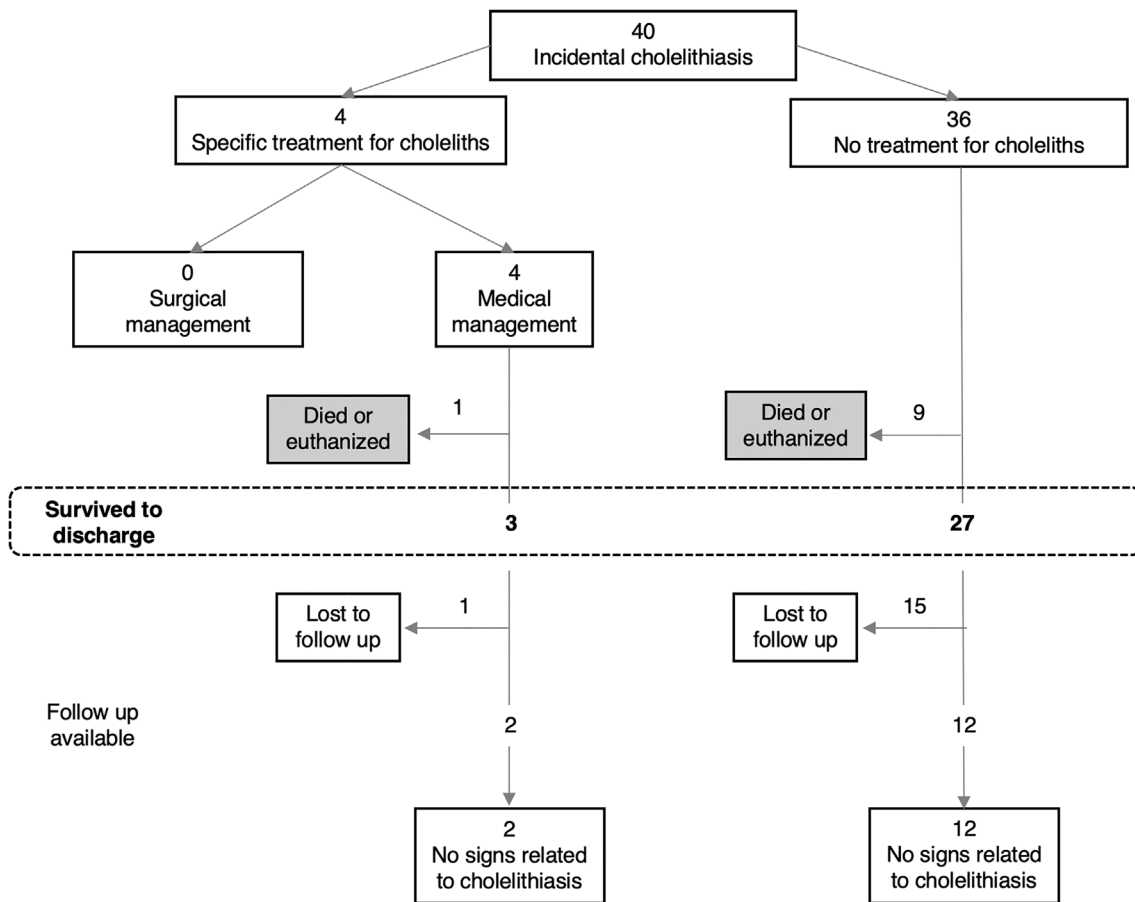 40
Incidental cholelithiasis
4
Specific treatment for choleliths
36
No treatment for choleliths
0
Surgical
management
4
Medical
management
Died or
euthanized
1
Died or
euthanized
9
Survived to
discharge
3
27
Lost to
follow up
1
Lost to
follow up
15
Follow up
available
2
12
2
No signs related
to cholelithiasis
12
No signs related
to cholelithiasis